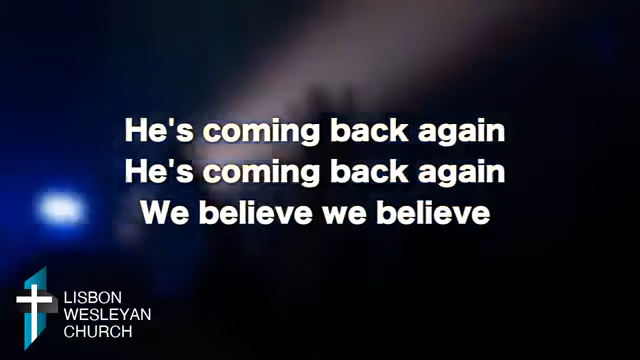 He's coming back again
He's coming back again
We believe we believe
LISBON
WESLEYAN
CHURCH